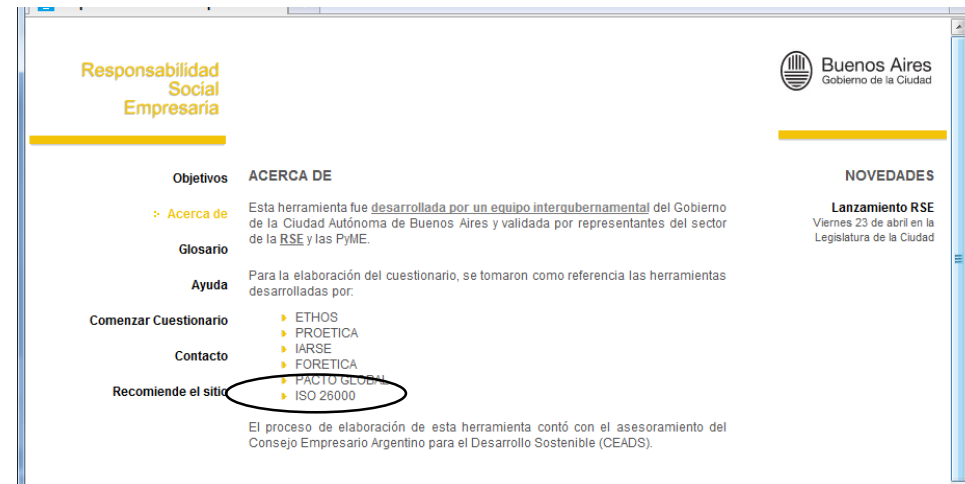 Responsabilidad
Social
Empresaria
Buenos Aires
Gobierno de la Ciudad
Objetivos
Acerca de
Glosario
Ayuda
Comenzar Cuestionario
Contacto
Recomiende el sitio
ACERCA DE
Esta herramienta fue desarrollada por un equipo intergubernamental del Gobierno
de la Ciudad Autónoma de Buenos Aires y validada por representantes del sector
de la RSE y las PyME.
Para la elaboración del cuestionario, se tomaron como referencia las herramientas
desarrolladas por:
ETHOS
PROETICA
IARSE
FORETICA
PACTO GLOBAL
ISO 26000
El proceso de elaboración de esta herramienta contó con el asesoramiento del
Consejo Empresario Argentino para el Desarrollo Sostenible (CEADS).
NOVEDADES
Lanzamiento RSE
Viernes 23 de abril en la
Legislatura de la Ciudad